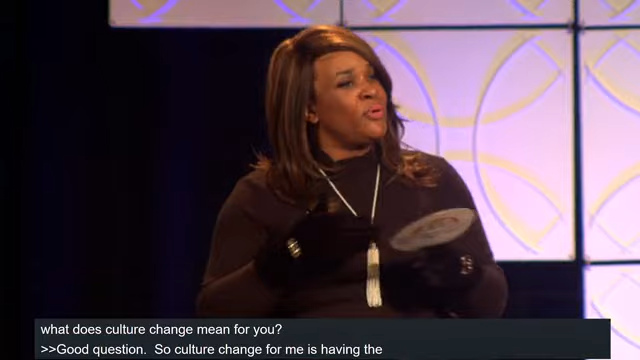 what does culture change mean for you?
>>Good question.  So culture change for me is having the